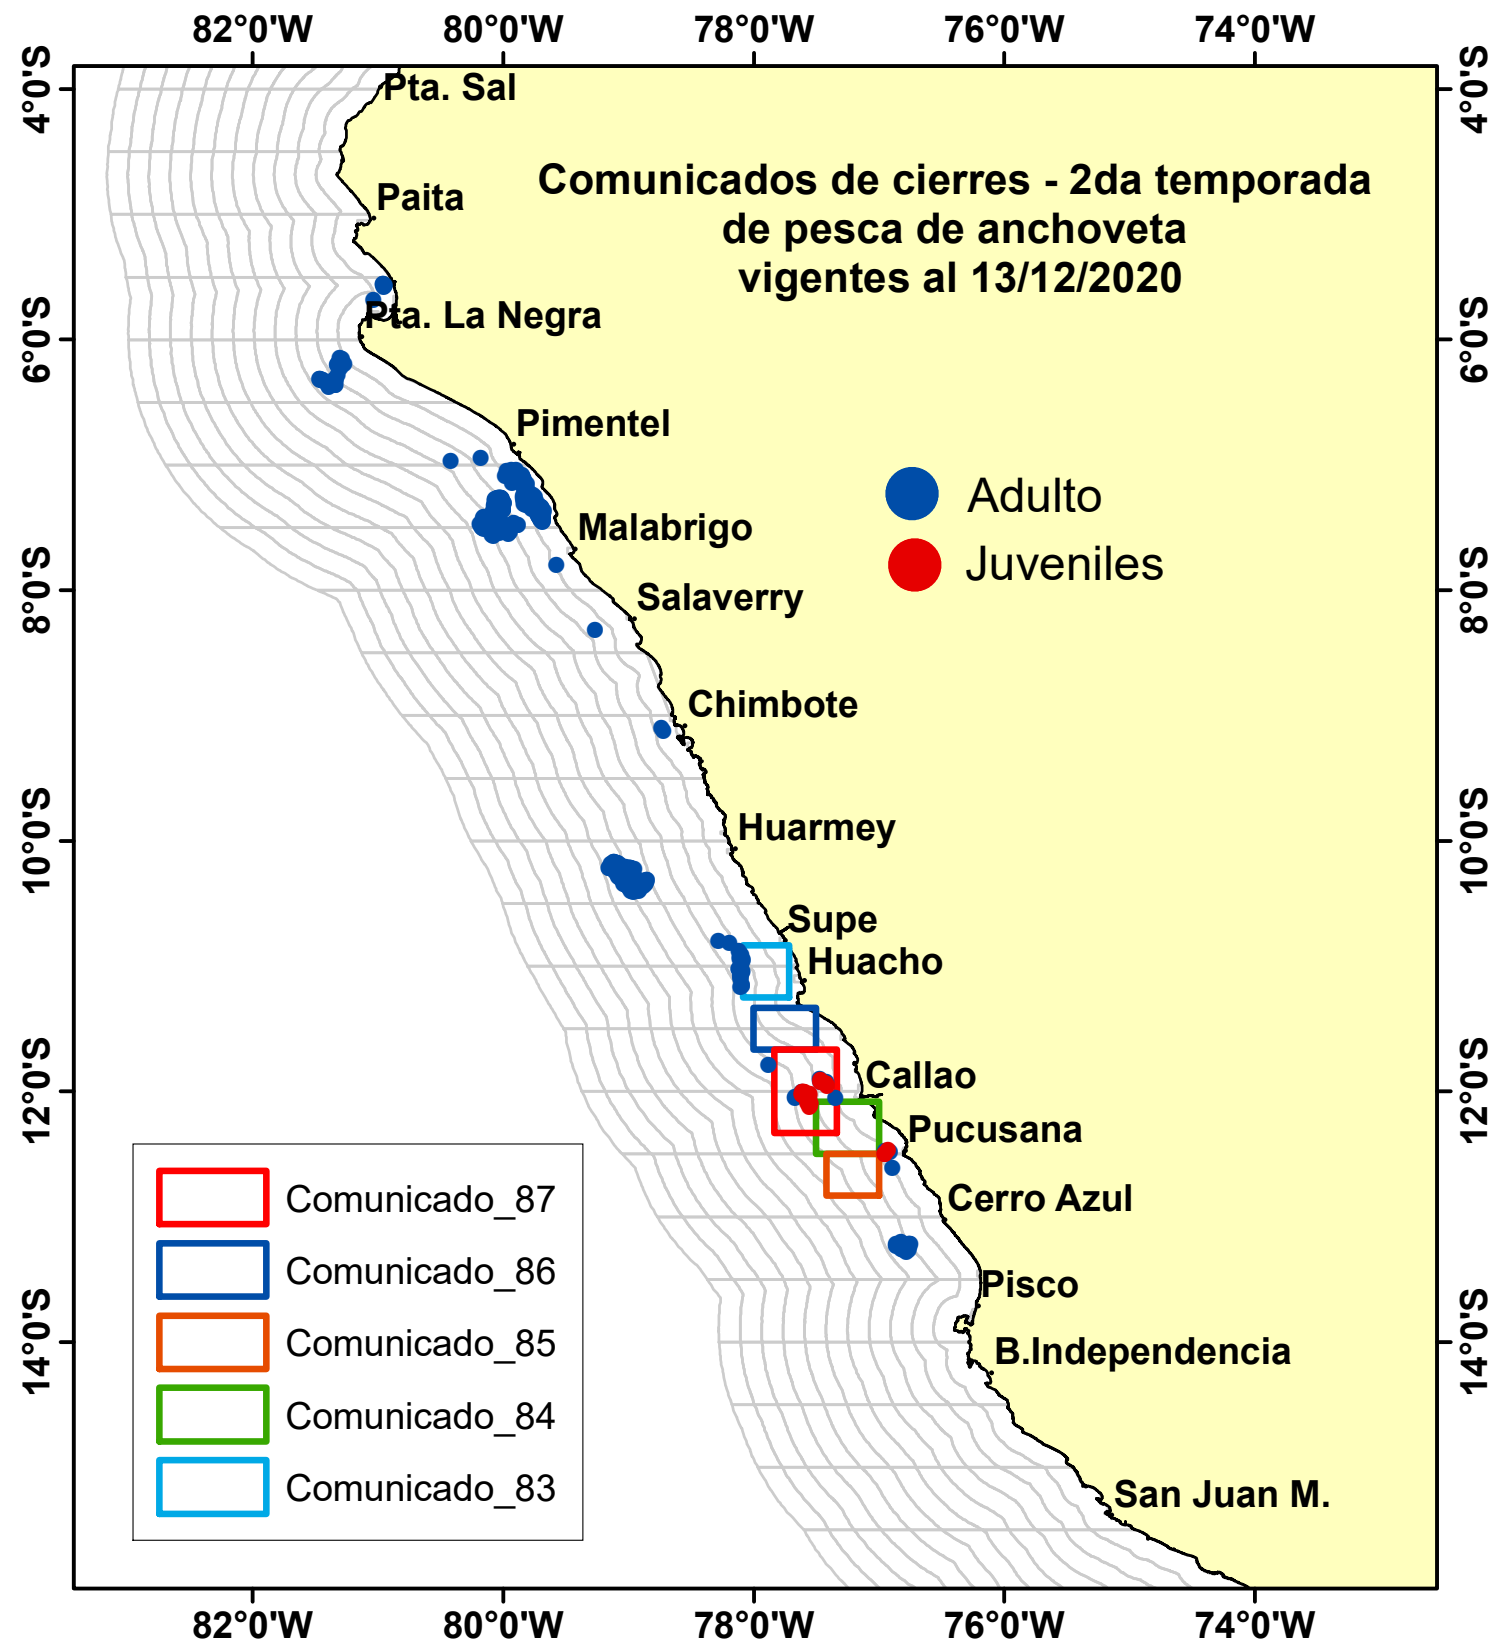 82°0'W 80°0'W 78°0'W 76°0'W 74°0'W
4°0'S
4°0'S
Pta. Sal
Comunicados de cierres - 2da temporada
de pesca de anchoveta
vigentes al 13/12/2020
Paita
Pta. La Negra
6°0'S
6°0'S
Pimentel
Adulto
Malabrigo
Juveniles
8°0'S
8°0'S
Salaverry
Chimbote
10°0'S
10°0'S
Huarmey
Supe
Huacho
12°0'S
12°0'S
Callao
Pucusana
Cerro Azul
Pisco
14°0'S
14°0'S
B.Independencia
San Juan M.
Comunicado_87
Comunicado_86
Comunicado_85
Comunicado_84
Comunicado_83
82°0'W 80°0'W 78°0'W 76°0'W 74°0'W